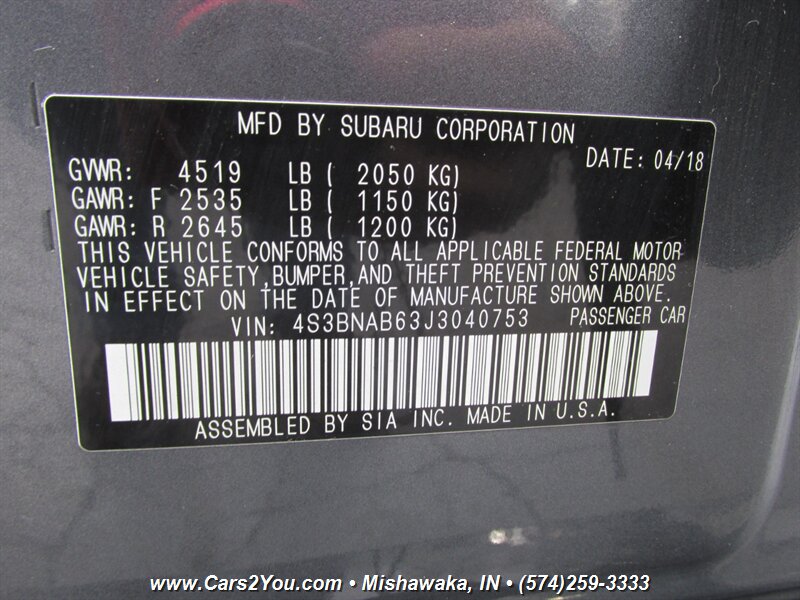 MFD BY SUBARU CORPORATION
DATE: 04/18
GVWR: 4519 LB ( 2050 KG)
GAWR: F 2535 LB ( 1150 KG)
GAWR: R 2645 LB ( 1200 KG)
THIS VEHICLE CONFORMS TO ALL APPLICABLE FEDERAL MOTOR
VEHICLE SAFETY,BUMPER,AND THEFT PREVENTION STANDARDS
IN EFFECT ON THE DATE OF MANUFACTURE SHOWN ABOVE.
VIN: 4S3BNAB63J3040753 PASSENGER CAR
ASSEMBLED BY SIA INC. MADE IN U.S.A.
www.Cars2You.com • Mishawaka, IN • (574)259-3333